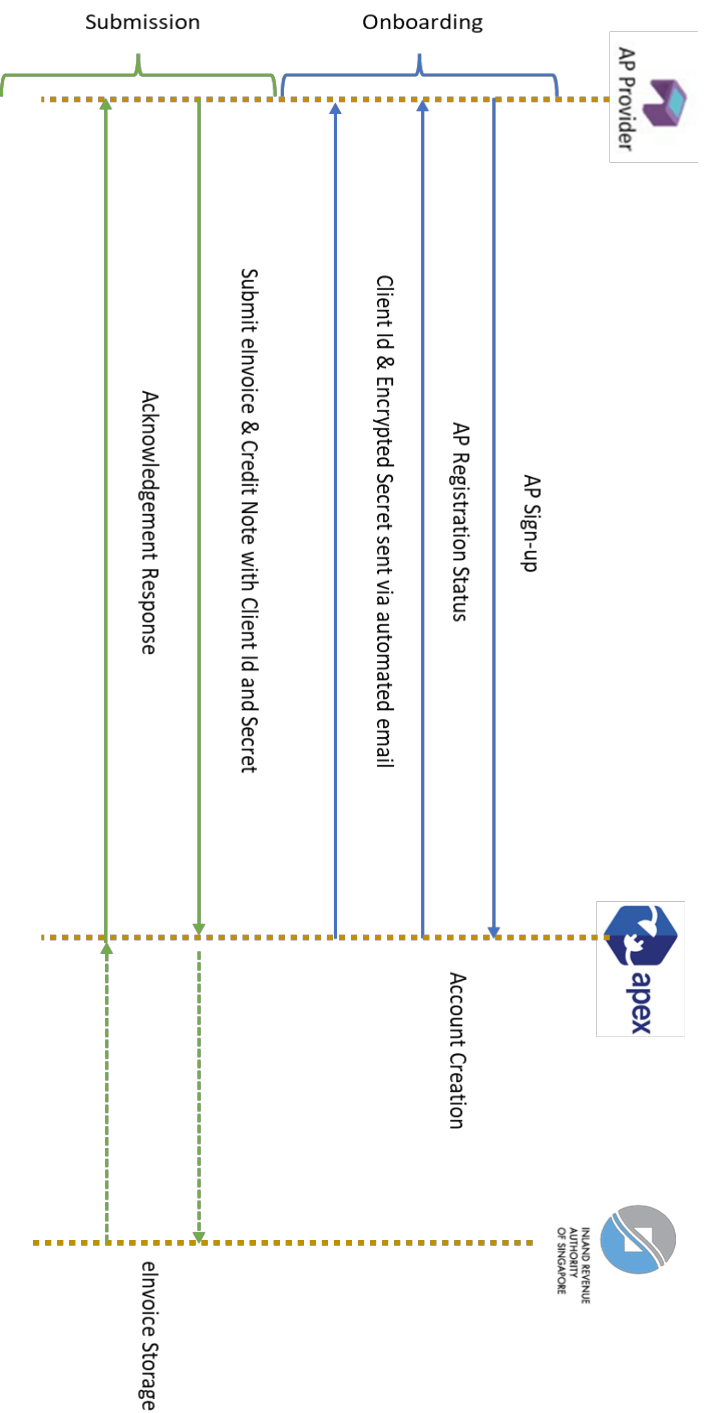 AP Provider
apex
INLAND REVENUE
AUTHORITY
OF SINGAPORE
Onboarding
AP Sign-up
AP Registration Status
Account Creation
Client Id & Encrypted Secret sent via automated email
Submission
Submit eInvoice & Credit Note with Client Id and Secret
Acknowledgement Response
eInvoice Storage